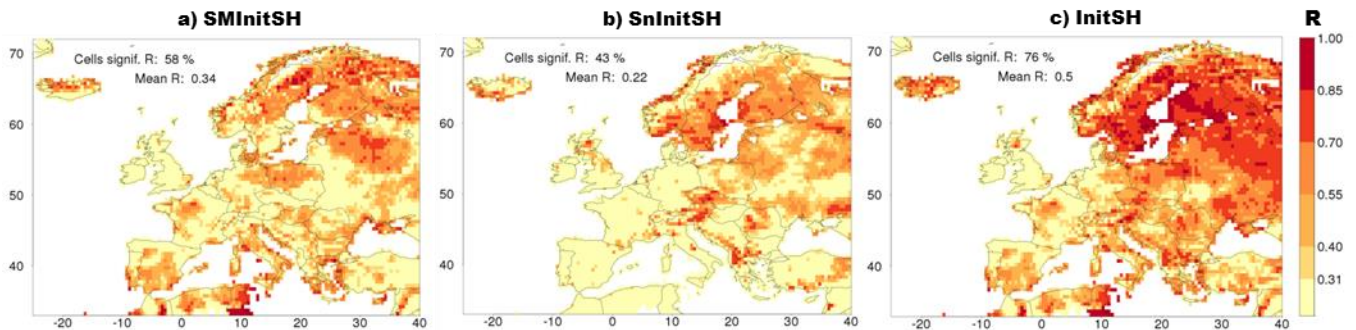 a) SMInitSH
b) SnInitSH
c) InitSH
R
Cells signif. R: 58 %
Mean R: 0.34
Cells signif. R: 43 %
Mean R: 0.22
Cells signif. R: 76 %
Mean R: 0.5
70
60
50
40
-20 -10 0 10 20 30 40
70
60
50
40
-20 -10 0 10 20 30 40
70
60
50
40
-20 -10 0 10 20 30 40
1.00
0.85
0.70
0.55
0.40
0.31